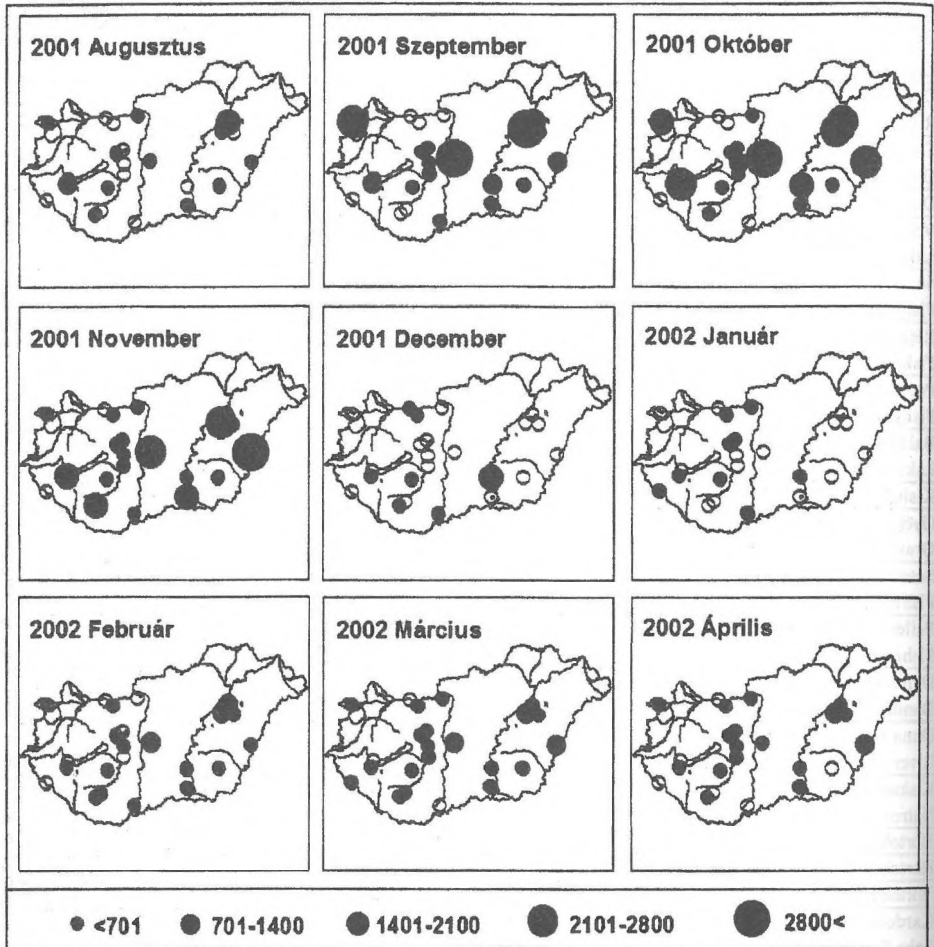 2001 Augusztus
2001 Szeptember
2001 Október
2001 November
2001 December
2002 Január
2002 Február
2002 Március
2002 Április
<701
701-1400
1401-2100
2101-2800
2800<